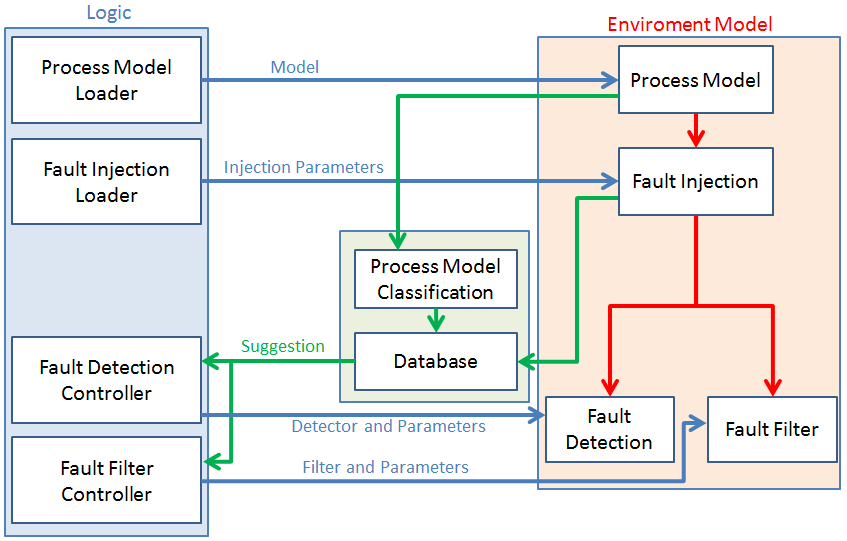 Logic
Enviroment Model
Process Model
Loader
Model
Process Model
Fault Injection
Loader
Injection Parameters
Fault Injection
Process Model
Classification
Suggestion
Database
Fault Detection
Controller
Detector and Parameters
Fault
Detection
Fault Filter
Fault Filter
Controller
Filter and Parameters